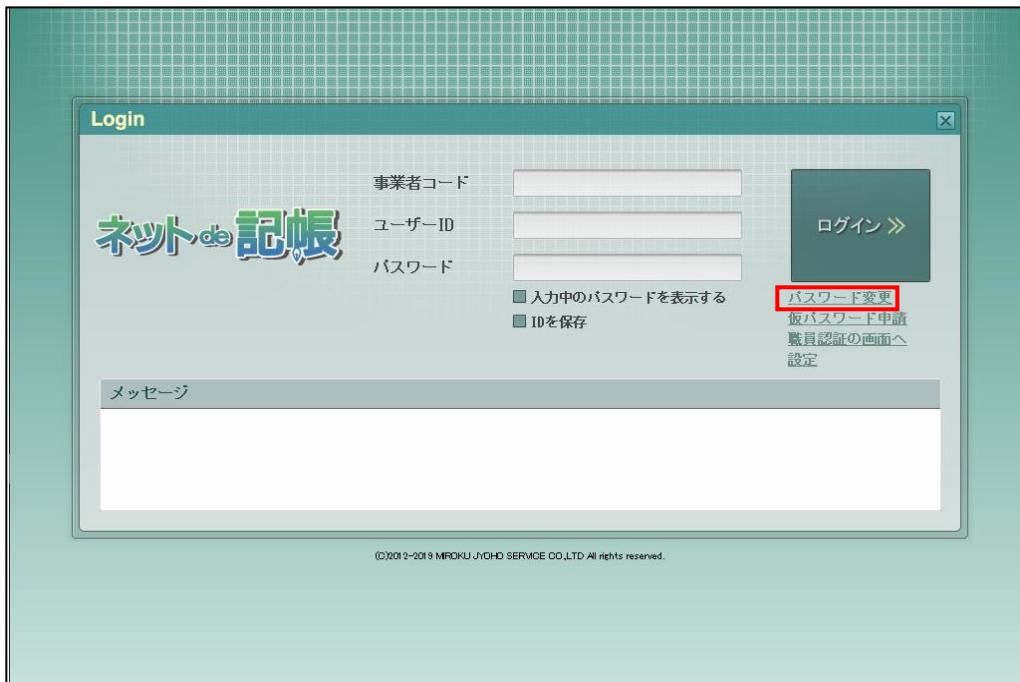 Login
事業者コード
ユーザーID
パスワード
ネットde記帳
ログイン
入力中のパスワードを表示する
IDを保存
パスワード変更
仮パスワード申請
職員認証の画面へ
設定
メッセージ
(C)2012-2019 MIROKU JYOHO SERVICE CO.,LTD All rights reserved.